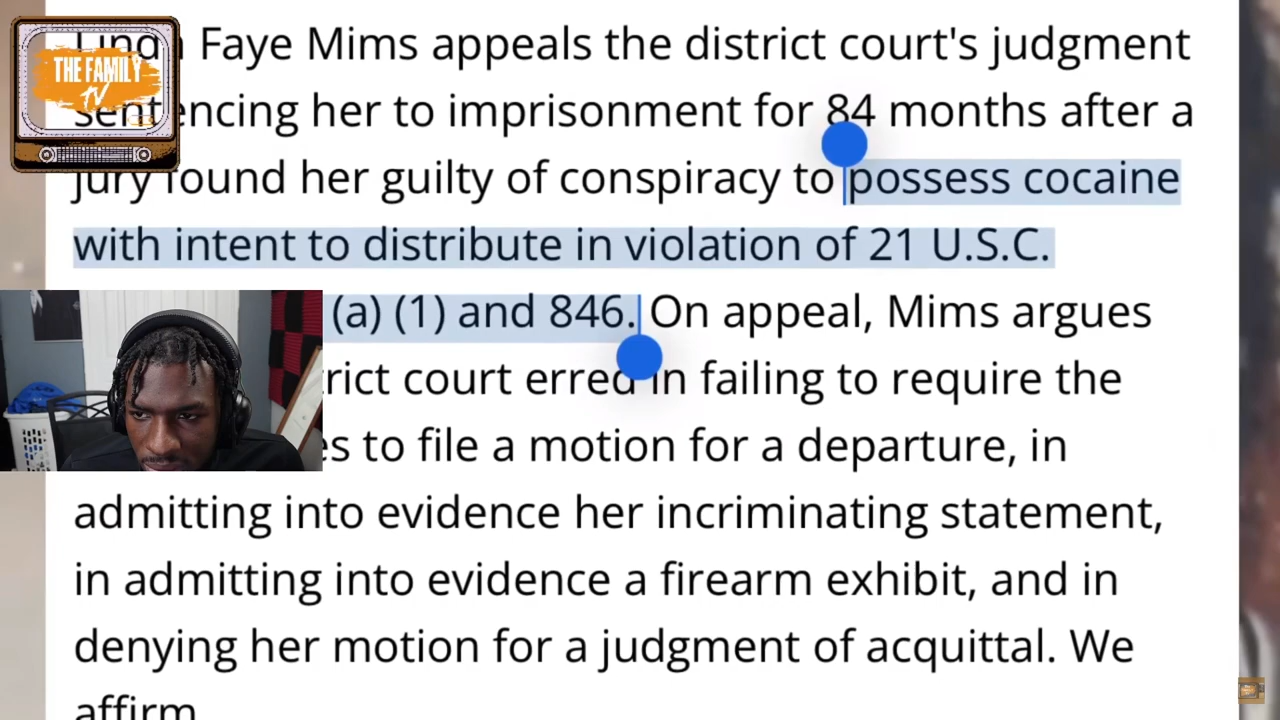 THE FAMILY
TV
Linda Faye Mims appeals the district court's judgment
sentencing her to imprisonment for 84 months after a
jury found her guilty of conspiracy to possess cocaine
with intent to distribute in violation of 21 U.S.C.
(a) (1) and 846. On appeal, Mims argues
court erred in failing to require the
to file a motion for a departure, in
admitting into evidence her incriminating statement,
in admitting into evidence a firearm exhibit, and in
denying her motion for a judgment of acquittal. We
affirm